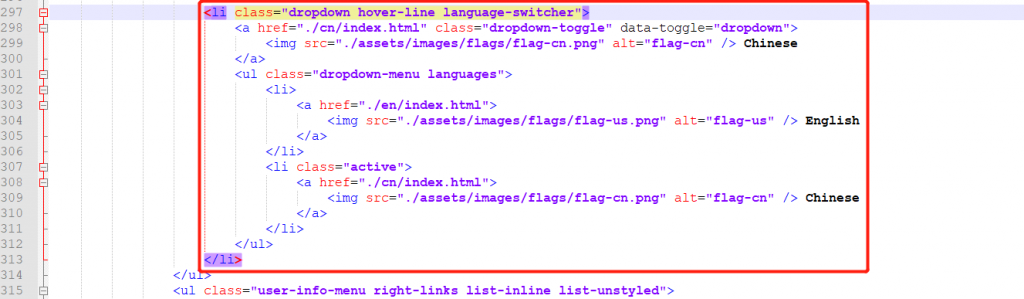 297 <li class="dropdown hover-line language-switcher">
298 <a href="./cn/index.html" class="dropdown-toggle" data-toggle="dropdown">
299 <img src="./assets/images/flags/flag-cn.png" alt="flag-cn" /> Chinese
300 </a>
301 <ul class="dropdown-menu languages">
302 <li>
303 <a href="./en/index.html">
304 <img src="./assets/images/flags/flag-us.png" alt="flag-us" /> English
305 </a>
306 </li>
307 <li class="active">
308 <a href="./cn/index.html">
309 <img src="./assets/images/flags/flag-cn.png" alt="flag-cn" /> Chinese
310 </a>
311 </li>
312 </ul>
313 </li>
314 </ul>
315 <ul class="user-info-menu right-links list-inline list-unstyled">